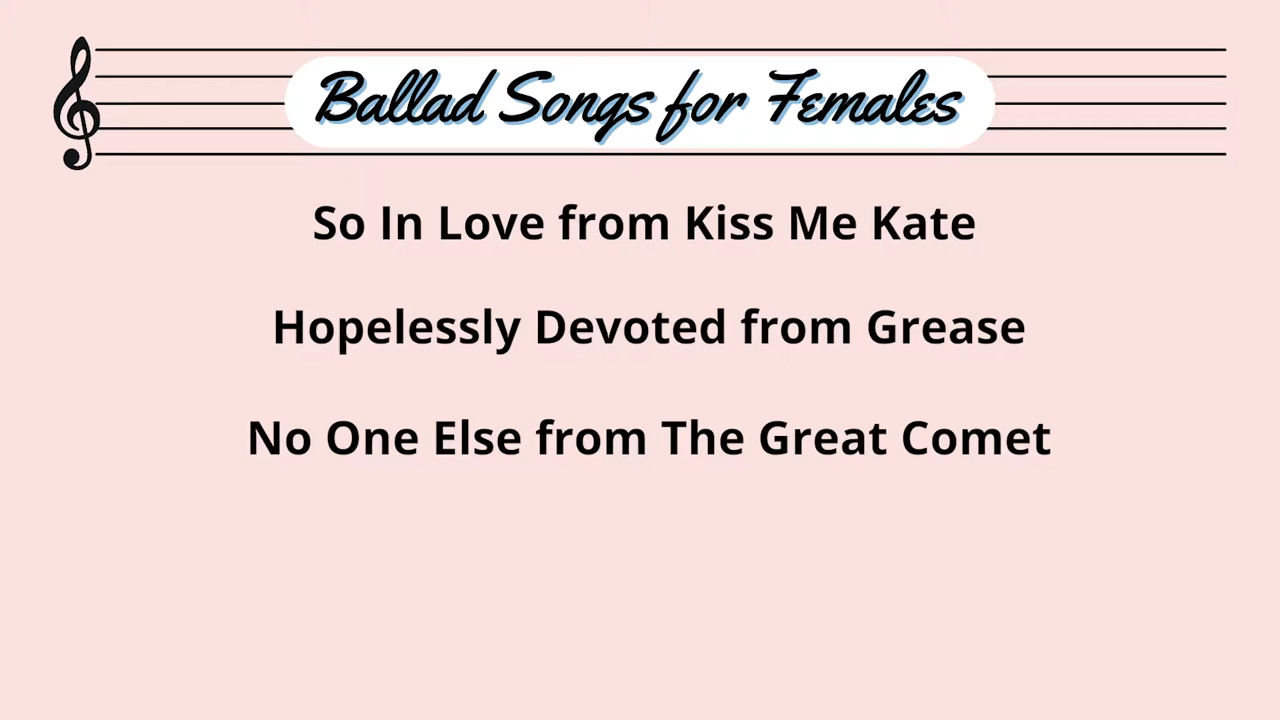 Ballad Songs for Females
So In Love from Kiss Me Kate
Hopelessly Devoted from Grease
No One Else from The Great Comet